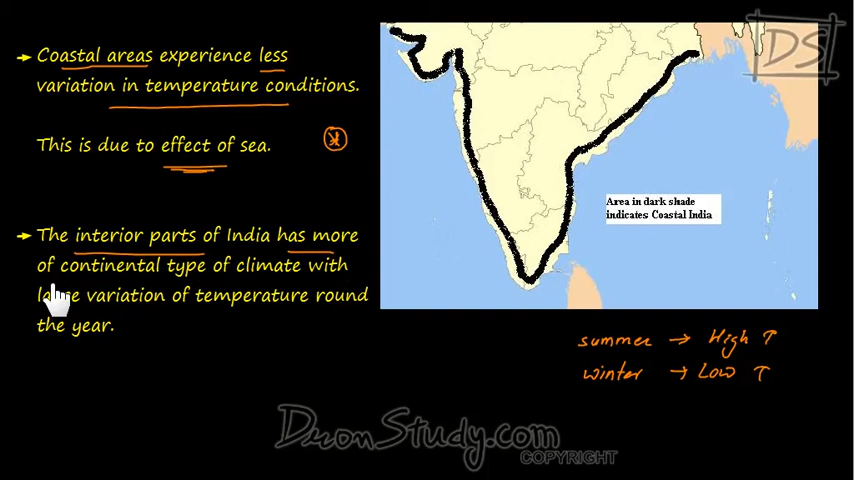 Coastal areas experience less
variation in temperature conditions.
This is due to effect of sea.
The interior parts of India has more
of continental type of climate with
large variation of temperature round
the year.
DS
Area in dark shade
indicates Coastal India
summer → High ↑
winter → Low ↑
DronStudy.com
COPYRIGHT